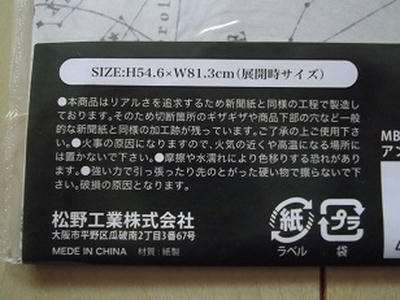 SIZE:H54.6×W81.3cm(展開時サイズ)
●本商品はリアルさを追求するため新聞紙と同様の工程で製造し
ております。そのため切断箇所のギザギザや商品下部の穴など一般
的な新聞紙と同様の加工跡が残っています。ご了承の上ご使用下さ
い。●火事の原因になりますので、火気の近くや高温になる場所に
は置かないで下さい。●摩擦や水濡れにより色移りする恐れがあり
ます。●強い力で引っ張ったり先のとがった硬い物で擦らないで下
さい。破損の原因となります。
松野工業株式会社
大阪市平野区瓜破南2丁目3番67号
MEDE IN CHINA 材質:紙製
紙
ラベル
プラ
袋
MB
アン